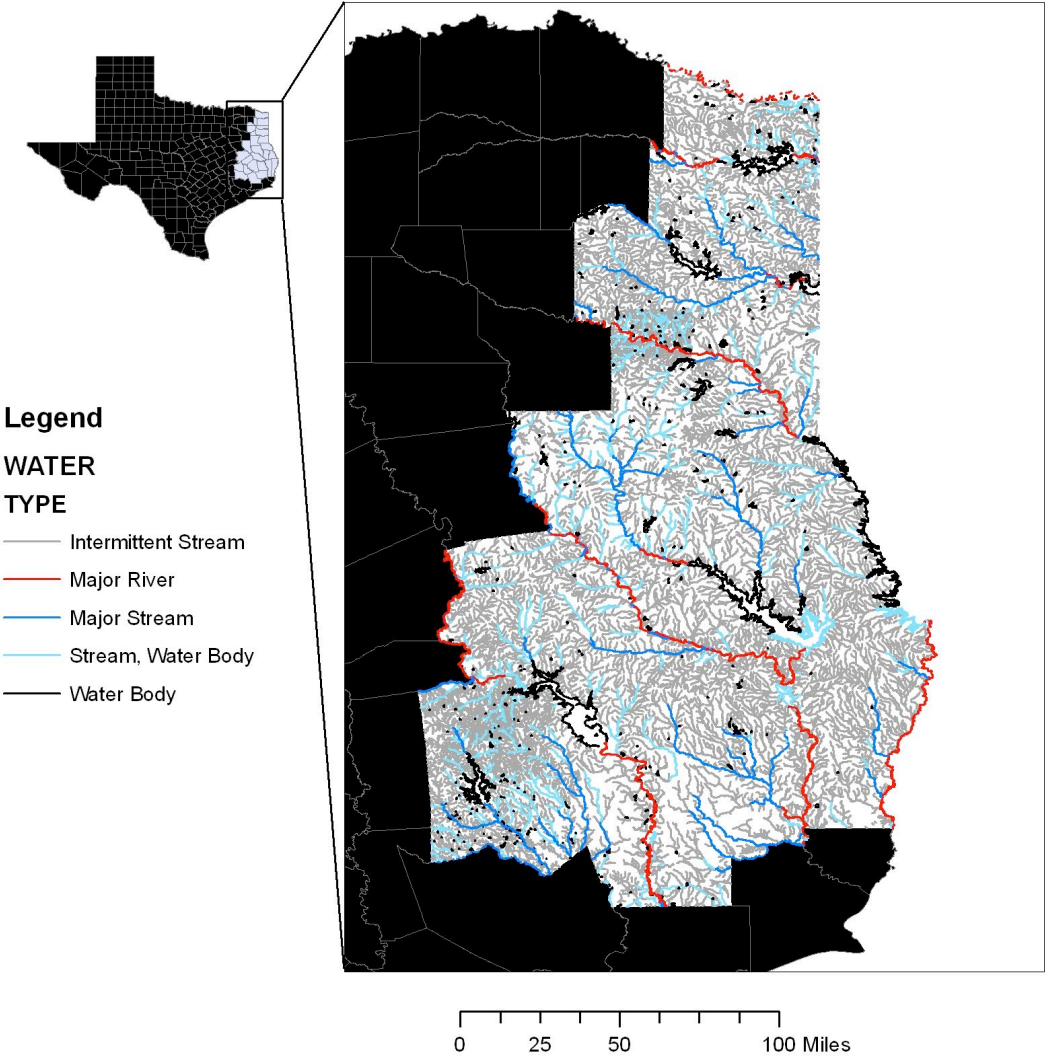 Legend
WATER
TYPE
Intermittent Stream
Major River
Major Stream
Stream, Water Body
Water Body
0 25 50 100 Miles